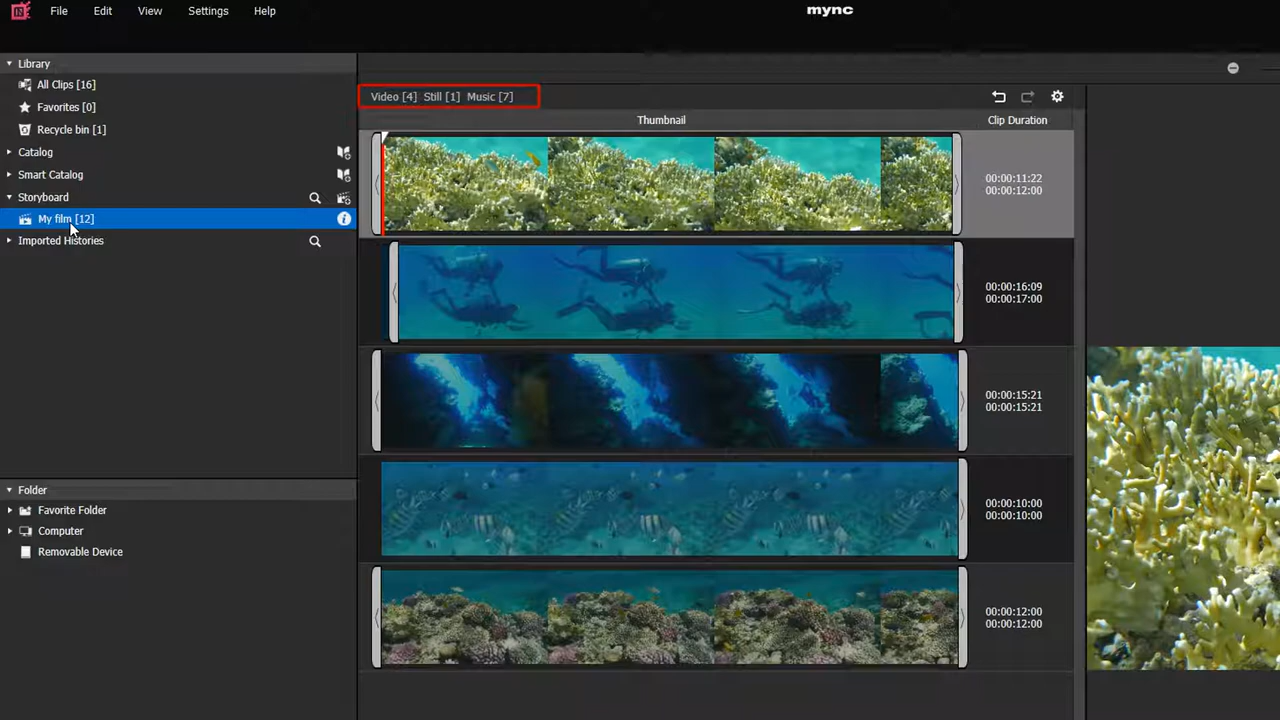 File Edit View Settings Help
mync
Library
All Clips [16]
Favorites [0]
Recycle bin [1]
Catalog
Smart Catalog
Storyboard
My film [12]
Imported Histories
Folder
Favorite Folder
Computer
Removable Device
Video [4] Still [1] Music [7]
Thumbnail Clip Duration
00:00:11:22
00:00:12:00
00:00:16:09
00:00:17:00
00:00:15:21
00:00:15:21
00:00:10:00
00:00:10:00
00:00:12:00
00:00:12:00